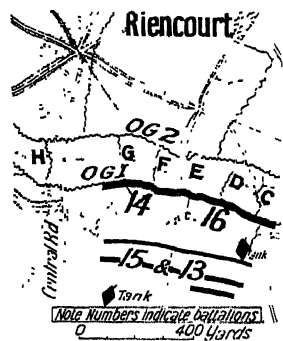 Riencourt
OG2
H G F E D C
OG1
14 16
Tank
15 & 13
Tank
Note Numbers indicate battalions
0 400 Yards